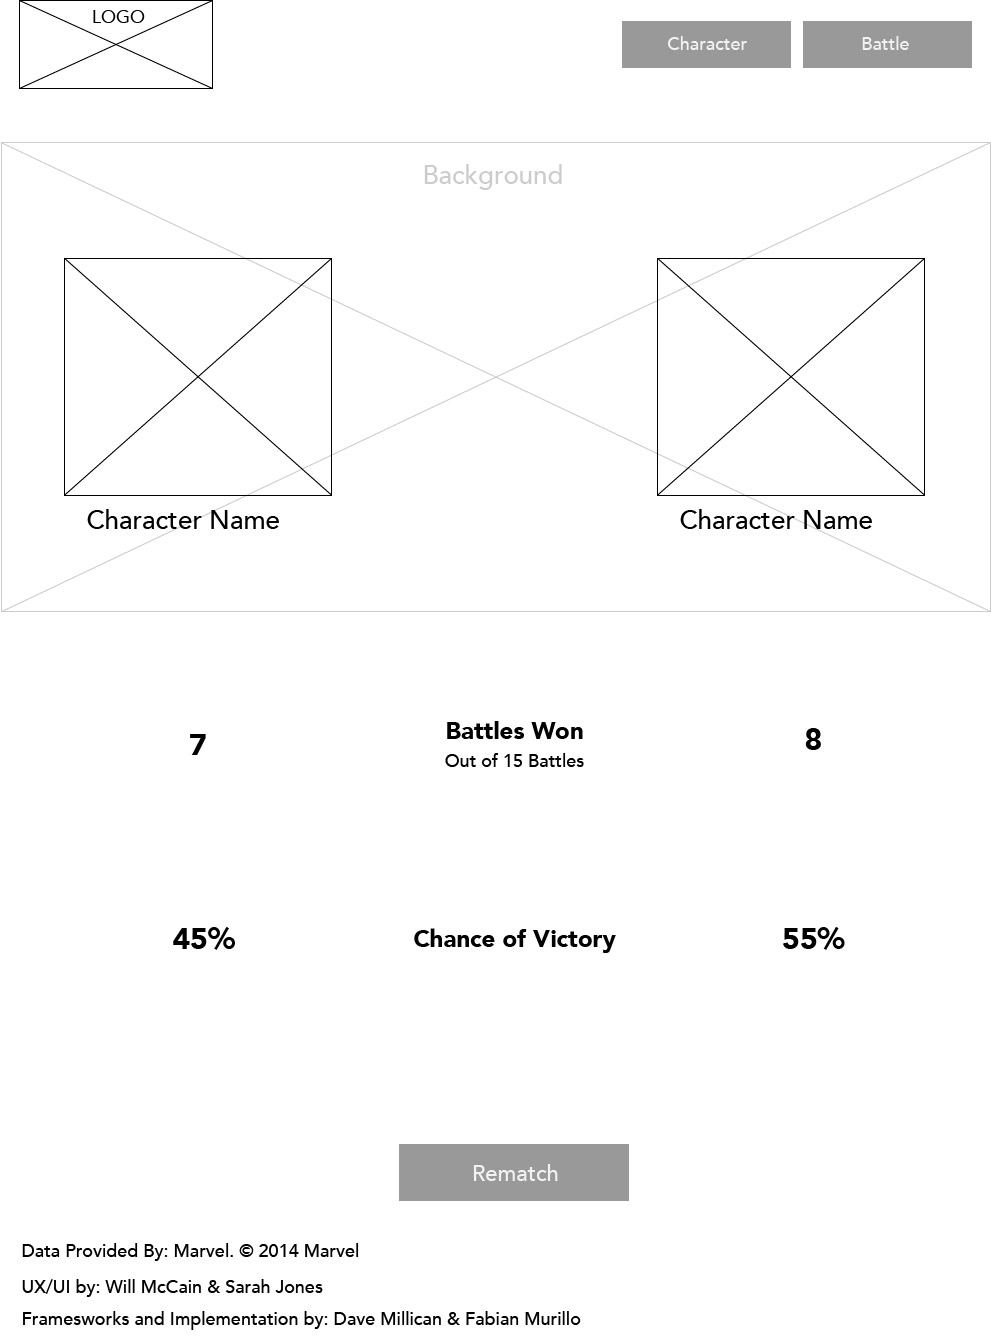 LOGO
Character
Battle
Background
Character Name
Character Name
7
Battles Won
8
Out of 15 Battles
45%
Chance of Victory
55%
Rematch
Data Provided By: Marvel. © 2014 Marvel
UX/UI by: Will McCain & Sarah Jones
Framesworks and Implementation by: Dave Millican & Fabian Murillo